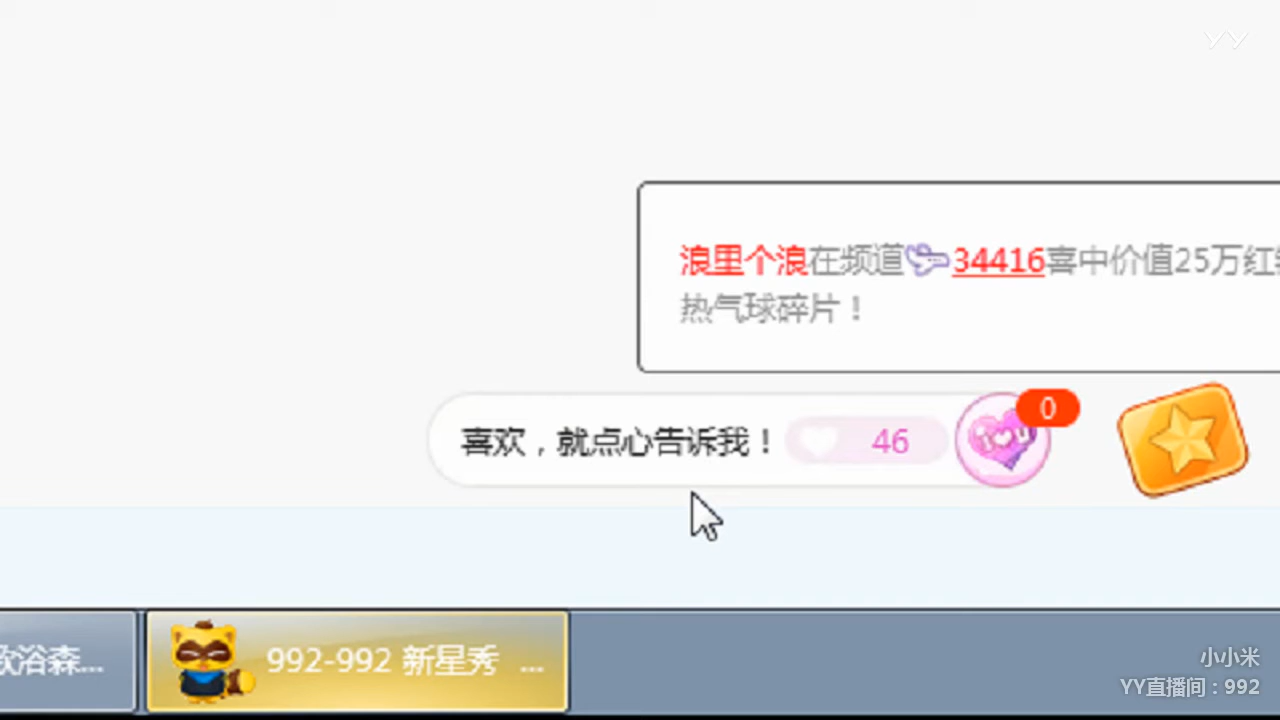 YY
浪里个浪在频道34416喜中价值25万红
热气球碎片！
喜欢，就点心告诉我！ 46
0
i ♥ U
浴森...
992-992 新星秀 ...
小小米
YY直播间：992